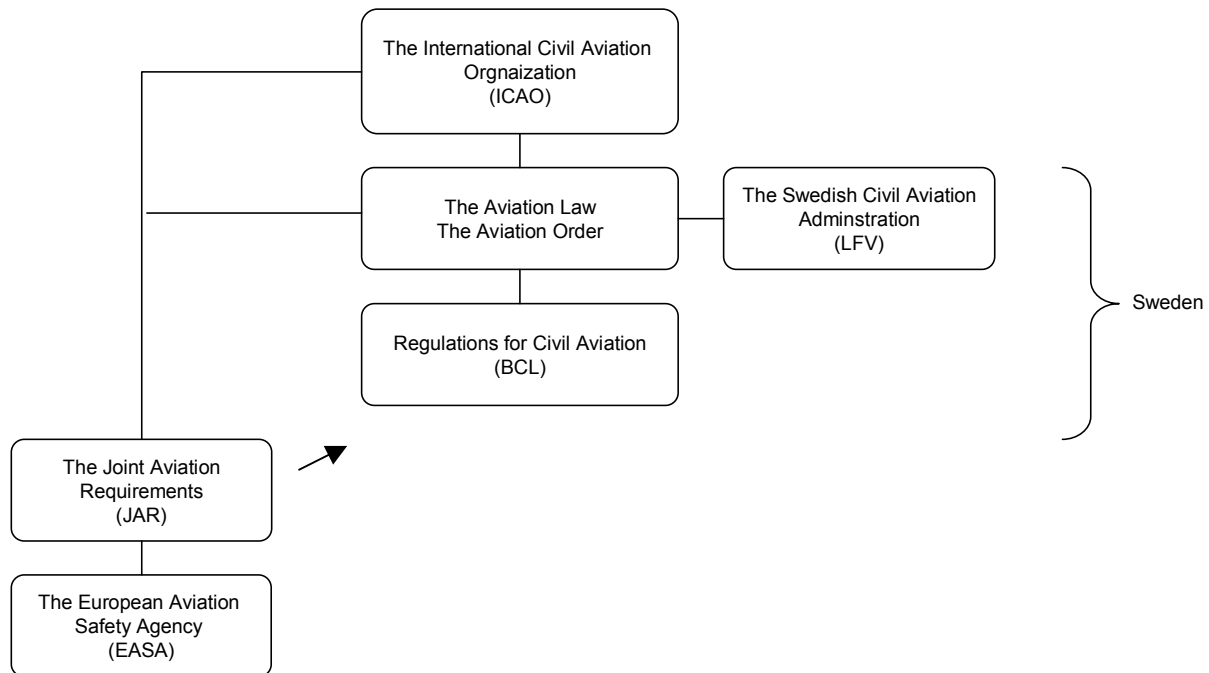 The International Civil Aviation
Orgnaization
(ICAO)
The Aviation Law
The Aviation Order
The Swedish Civil Aviation
Adminstration
(LFV)
Sweden
Regulations for Civil Aviation
(BCL)
The Joint Aviation
Requirements
(JAR)
The European Aviation
Safety Agency
(EASA)